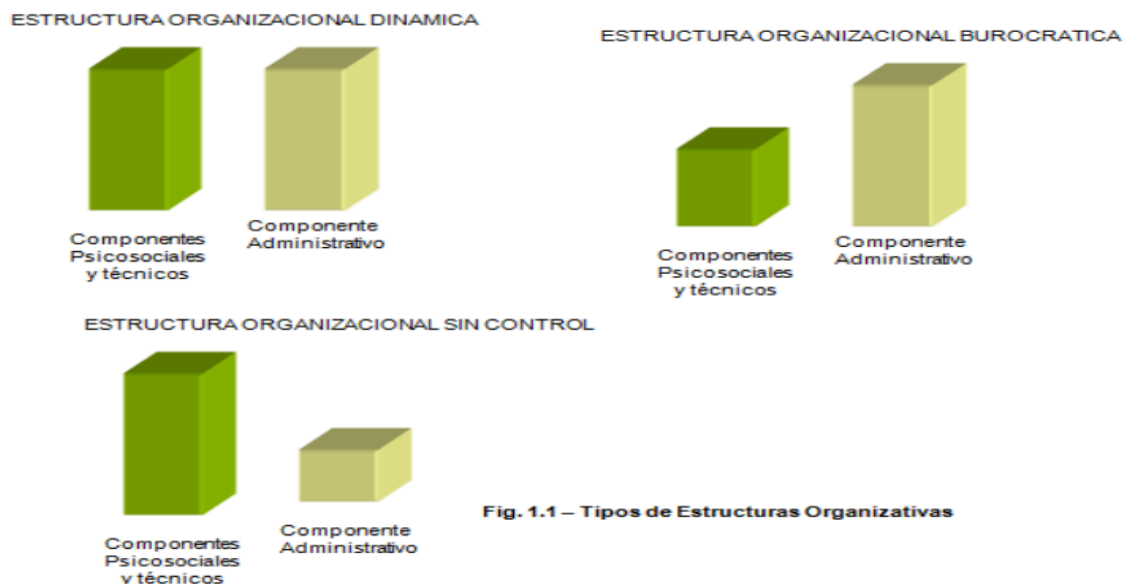 ESTRUCTURA ORGANIZACIONAL DINAMICA
Componentes
Psicosociales
y técnicos
Componente
Administrativo
ESTRUCTURA ORGANIZACIONAL BUROCRATICA
Componentes
Psicosociales
y técnicos
Componente
Administrativo
ESTRUCTURA ORGANIZACIONAL SIN CONTROL
Componentes
Psicosociales
y técnicos
Componente
Administrativo
Fig. 1.1 – Tipos de Estructuras Organizativas